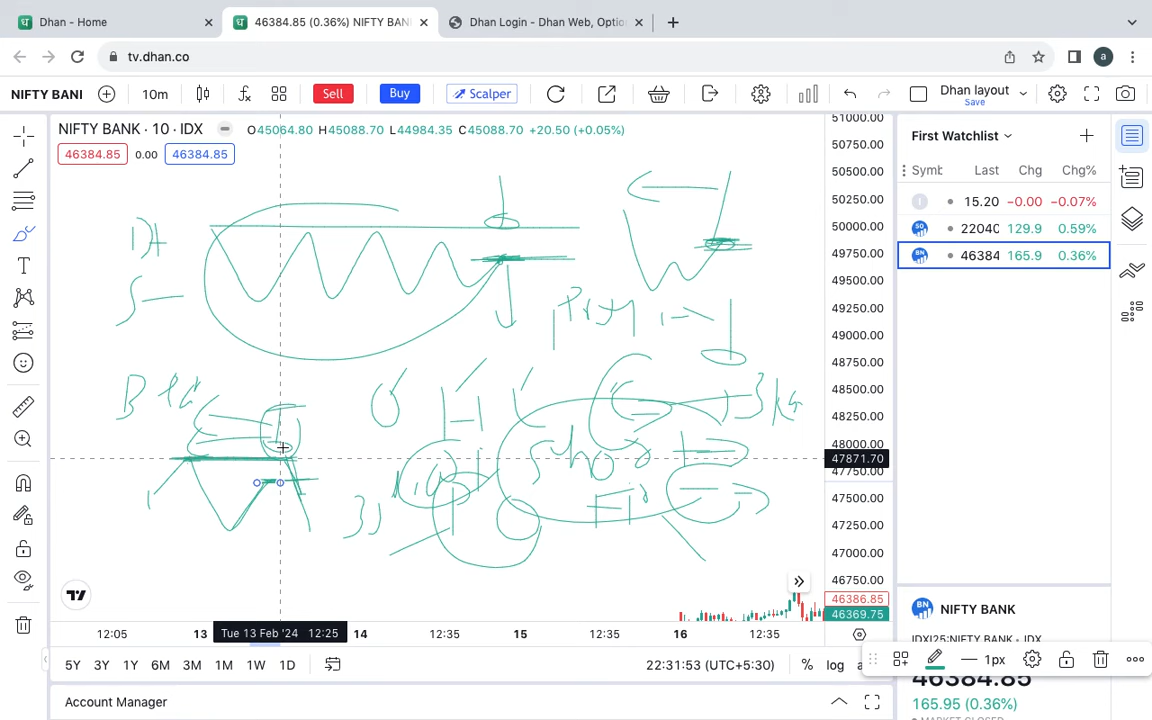 Dhan - Home
46384.85 (0.36%) NIFTY BAN
Dhan Login - Dhan Web, Optio
tv.dhan.co
a
NIFTY BANI
10m
Sell
Buy
Scalper
Dhan layout
Save
NIFTY BANK · 10 · IDX
O45064.80 H45088.70 L44984.35 C45088.70 +20.50 (+0.05%)
46384.85
0.00
46384.85
51000.00
50750.00
50500.00
50250.00
50000.00
49750.00
49500.00
49250.00
49000.00
48750.00
48500.00
48250.00
48000.00
47871.70
47750.00
47500.00
47250.00
47000.00
46750.00
46386.85
46369.75
First Watchlist
Symb Last Chg Chg%
15.20 −0.00 −0.07%
22040 129.9 0.59%
46384 165.9 0.36%
12:05 13 Tue 13 Feb '24 12:25 14 12:35 15 12:35 16 12:35
5Y 3Y 1Y 6M 3M 1M 1W 1D
22:31:53 (UTC+5:30)
% log
1px
Account Manager
NIFTY BANK
IDXI25:NIFTY BANK · IDX
46384.85
165.95 (0.36%)
MARKET CLOSED